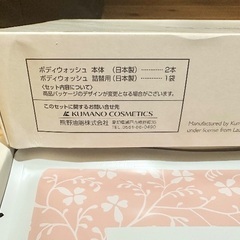 ボディウォッシュ 本体 （日本製） ---------- 2本
ボディウォッシュ 詰替用（日本製） ---------- 1袋
〈セット内容について〉
商品パッケージのデザインが変更となる場合がございます。
このセットに関するお問い合せ先
KUMANO COSMETICS
熊野油脂株式会社
TEL
Manufactured by Kum
under license from Lau